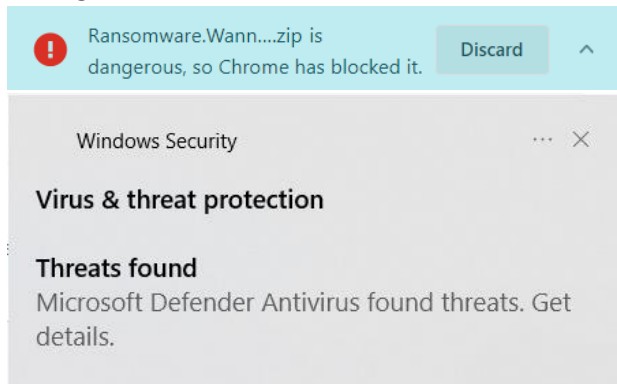 Ransomware.Wann....zip is
dangerous, so Chrome has blocked it.
Discard
Windows Security
Virus & threat protection
Threats found
Microsoft Defender Antivirus found threats. Get
details.